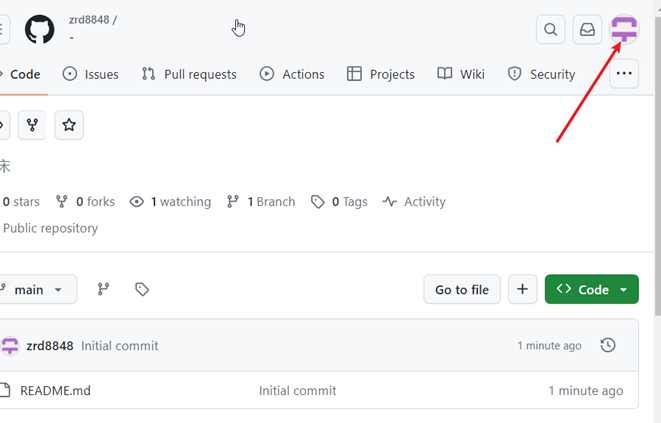 zrd8848 /
-
Code Issues Pull requests Actions Projects Wiki Security
末
0 stars 0 forks 1 watching 1 Branch 0 Tags Activity
Public repository
main Go to file + Code
zrd8848 Initial commit 1 minute ago
README.md Initial commit 1 minute ago